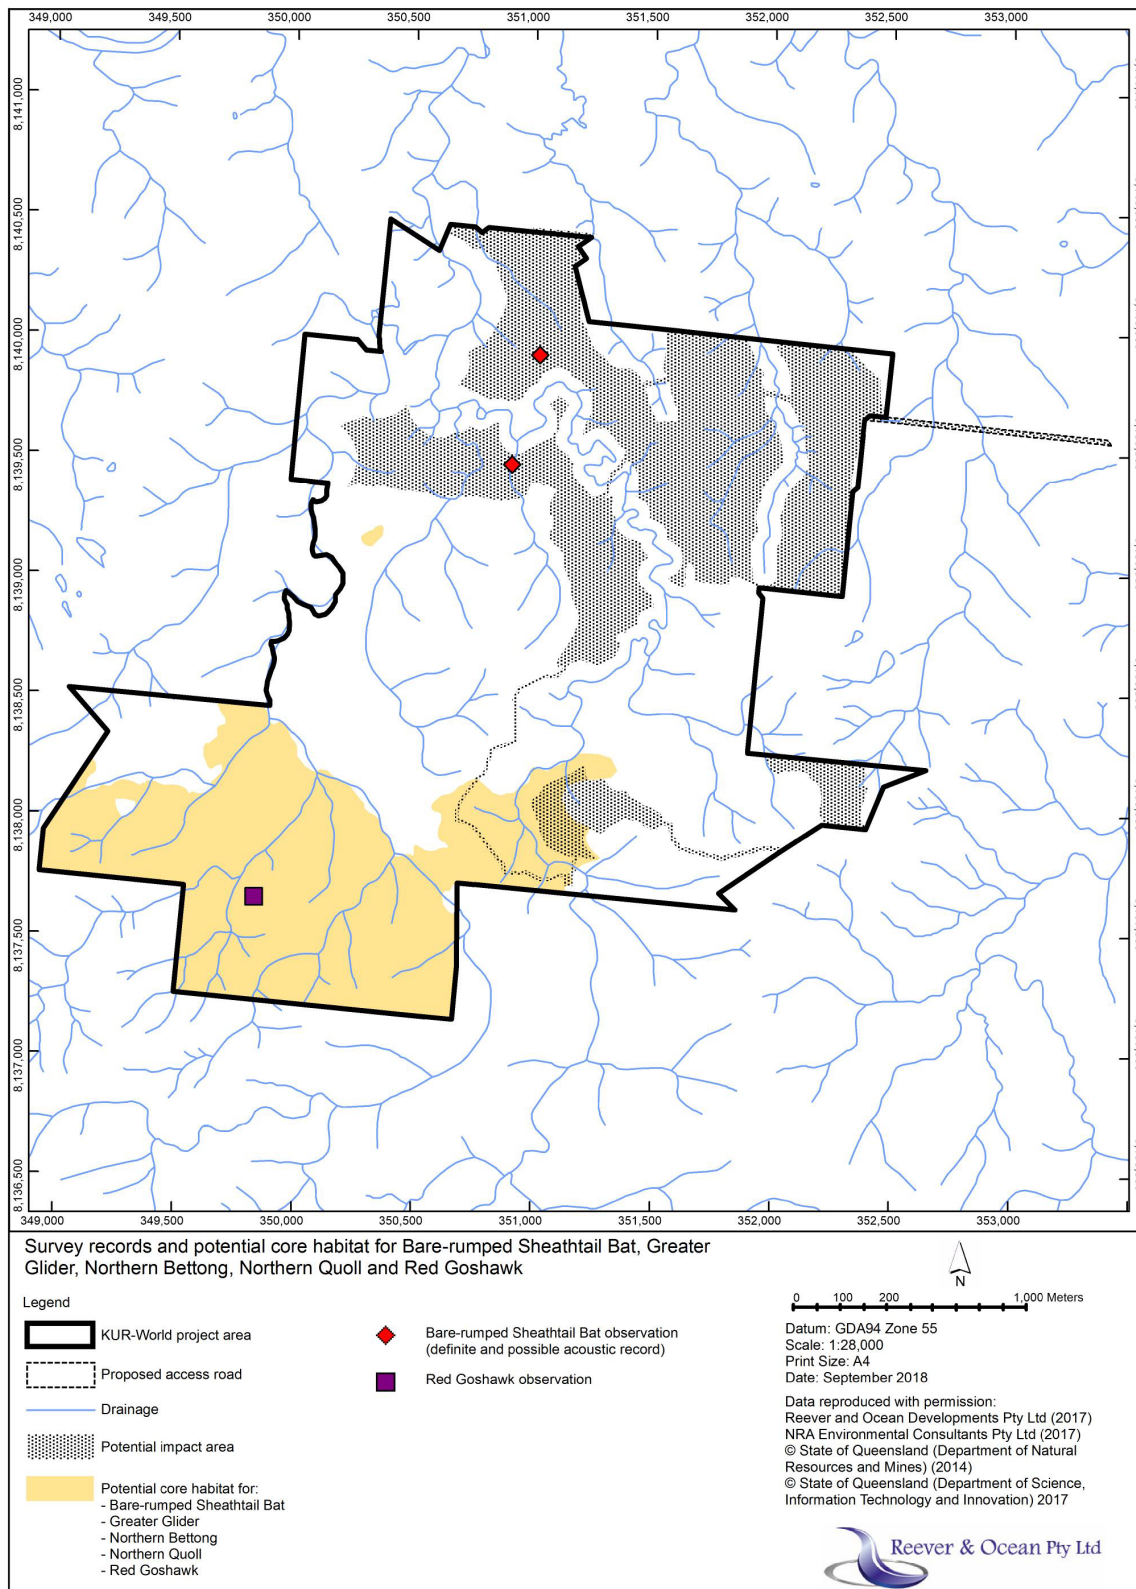 349,000 349,500 350,000 350,500 351,000 351,500 352,000 352,500 353,000
8,141,000
8,140,500
8,140,000
8,139,500
8,139,000
8,138,500
8,138,000
8,137,500
8,137,000
8,136,500
349,000 349,500 350,000 350,500 351,000 351,500 352,000 352,500 353,000
Survey records and potential core habitat for Bare-rumped Sheathtail Bat, Greater
Glider, Northern Bettong, Northern Quoll and Red Goshawk
Legend
KUR-World project area
Proposed access road
Drainage
Potential impact area
Potential core habitat for:
- Bare-rumped Sheathtail Bat
- Greater Glider
- Northern Bettong
- Northern Quoll
- Red Goshawk
Bare-rumped Sheathtail Bat observation
(definite and possible acoustic record)
Red Goshawk observation
N
0 100 200 1,000 Meters
Datum: GDA94 Zone 55
Scale: 1:28,000
Print Size: A4
Date: September 2018
Data reproduced with permission:
Reever and Ocean Developments Pty Ltd (2017)
NRA Environmental Consultants Pty Ltd (2017)
© State of Queensland (Department of Natural
Resources and Mines) (2014)
© State of Queensland (Department of Science,
Information Technology and Innovation) 2017
Reever & Ocean Pty Ltd